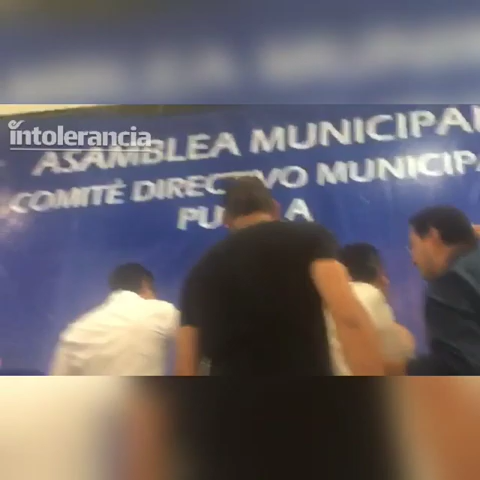 intolerancia
ASAMBLEA MUNICIPAL
COMITÉ DIRECTIVO MUNICIPAL